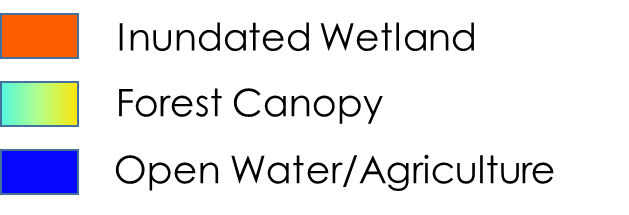 Inundated Wetland
Forest Canopy
Open Water/Agriculture